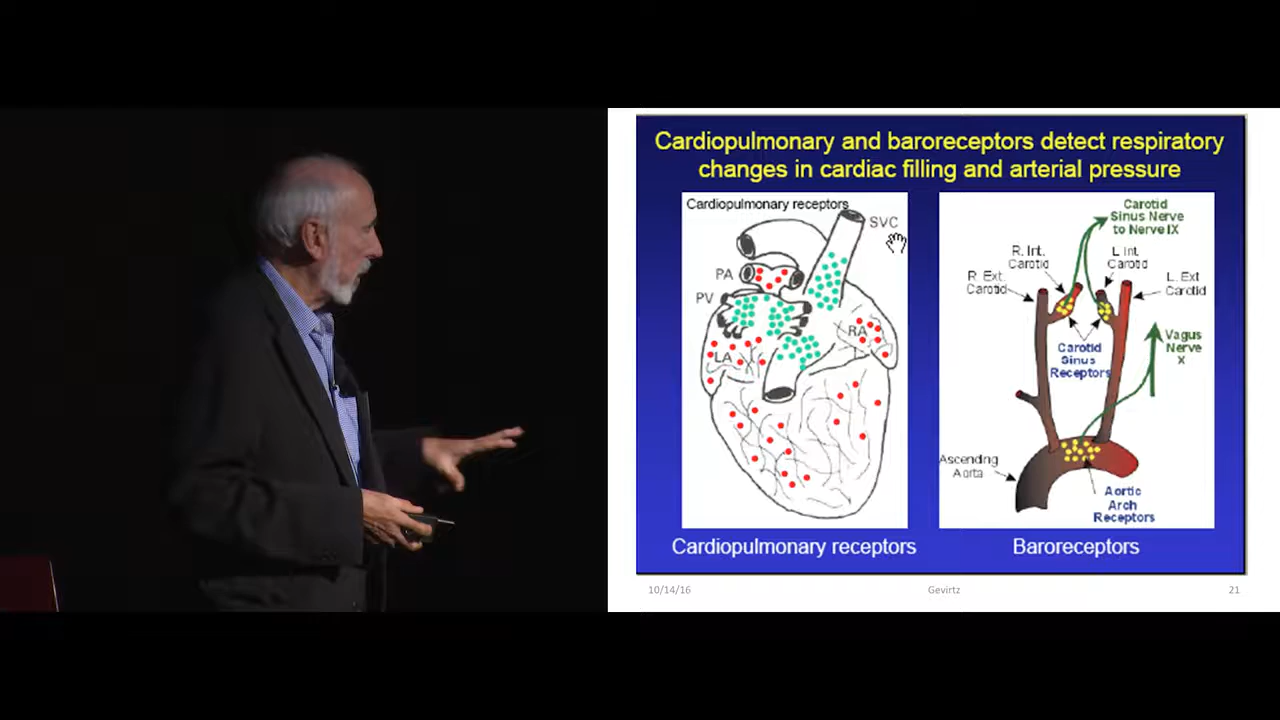 Cardiopulmonary and baroreceptors detect respiratory
changes in cardiac filling and arterial pressure
Cardiopulmonary receptors
SVC
PA
PV
RA
LA
Cardiopulmonary receptors
Carotid
Sinus Nerve
to Nerve IX
R. Int.
Carotid
L. Int.
Carotid
R. Ext.
Carotid
L. Ext
Carotid
Carotid
Sinus
Receptors
Vagus
Nerve
X
Ascending
Aorta
Aortic
Arch
Receptors
Baroreceptors
10/14/16
Gevirtz
21